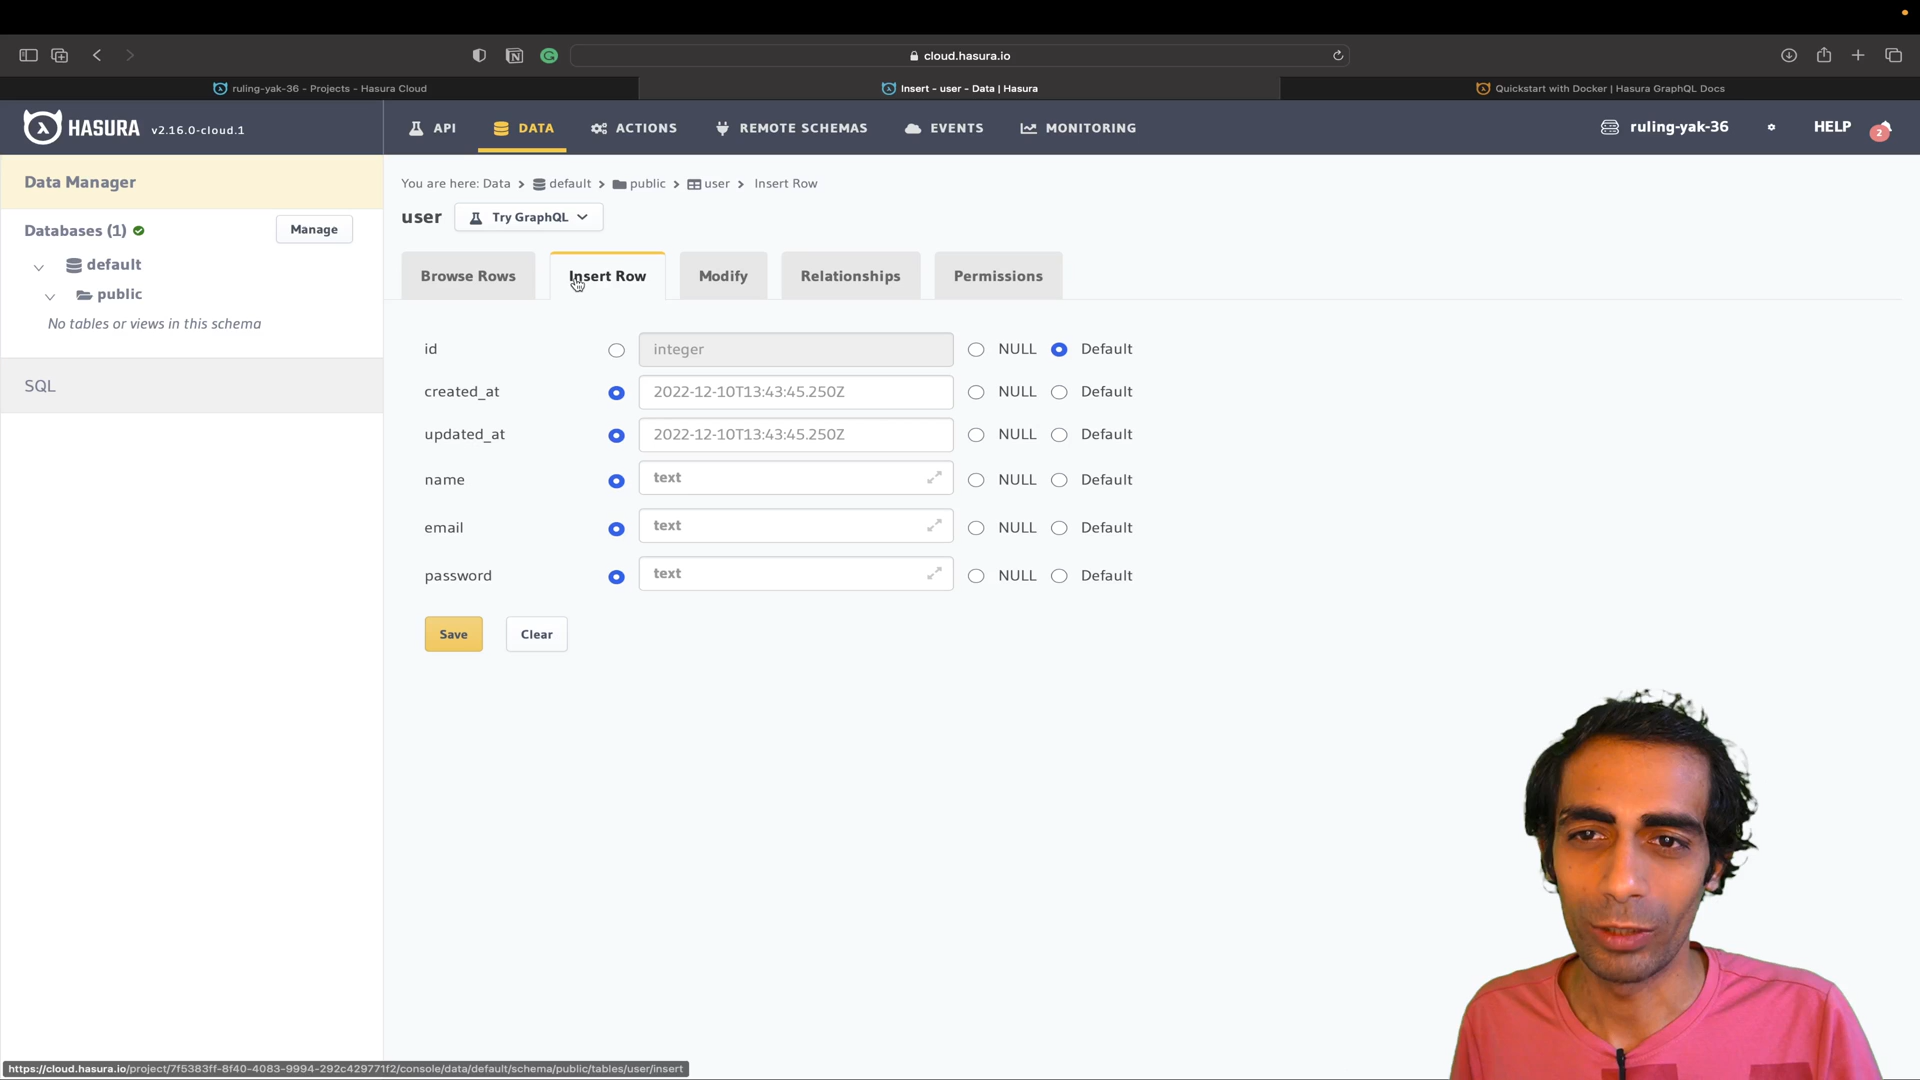 cloud.hasura.io
ruling-yak-36 - Projects - Hasura Cloud
Insert - user - Data | Hasura
Quickstart with Docker | Hasura GraphQL Docs
HASURA v2.16.0-cloud.1
API
DATA
ACTIONS
REMOTE SCHEMAS
EVENTS
MONITORING
ruling-yak-36
HELP
2
Data Manager
Databases (1)
Manage
default
public
No tables or views in this schema
SQL
You are here: Data > default > public > user > Insert Row
user
Try GraphQL
Browse Rows
Insert Row
Modify
Relationships
Permissions
id integer NULL Default
created_at 2022-12-10T13:43:45.250Z NULL Default
updated_at 2022-12-10T13:43:45.250Z NULL Default
name text NULL Default
email text NULL Default
password text NULL Default
Save Clear
https://cloud.hasura.io/project/7f5383ff-8f40-4083-9994-292c429771f2/console/data/default/schema/public/tables/user/insert